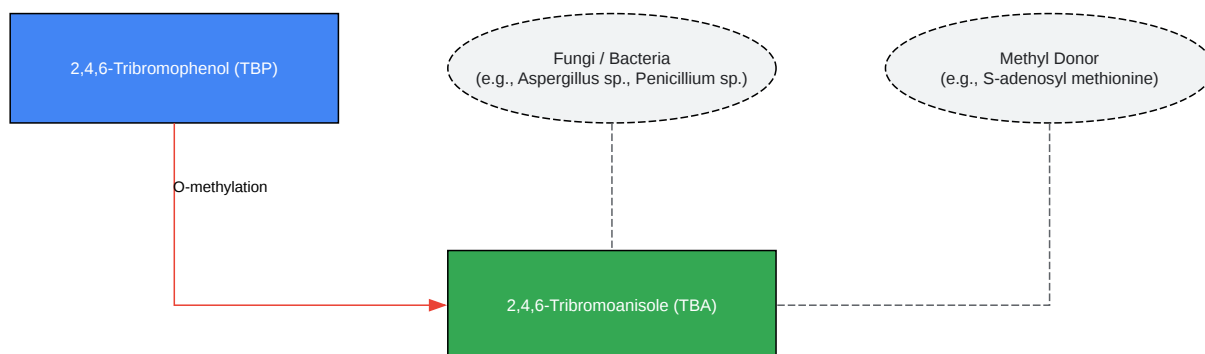 2,4,6-Tribromophenol (TBP)
Fungi / Bacteria
(e.g., Aspergillus sp., Penicillium sp.)
Methyl Donor
(e.g., S-adenosyl methionine)
O-methylation
2,4,6-Tribromoanisole (TBA)